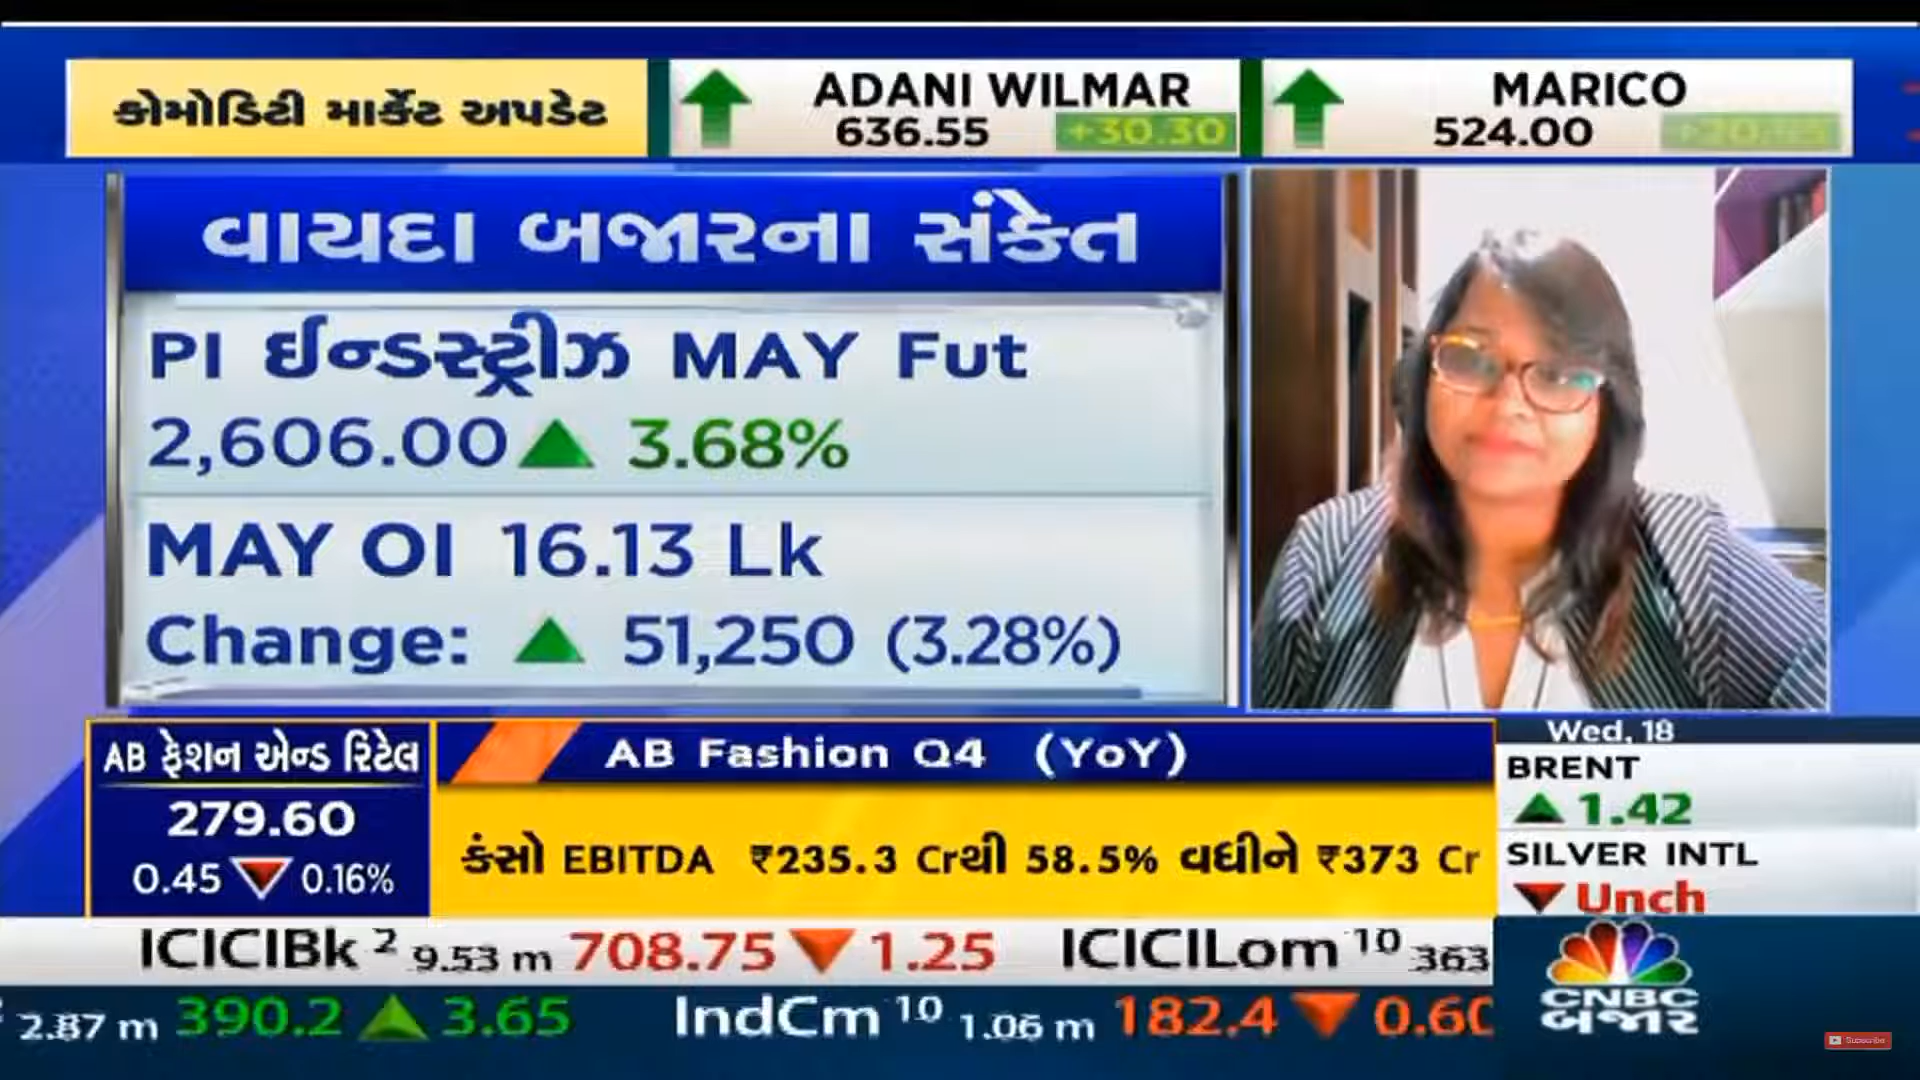 કોમોડિટી માર્કેટ અપડેટ
ADANI WILMAR
636.55 +30.30
MARICO
524.00
વાયદા બજારના સંકેત
PI ઈન્ડસ્ટ્રીઝ MAY Fut
2,606.00 ▲ 3.68%
MAY OI 16.13 Lk
Change: ▲ 51,250 (3.28%)
AB ફેશન એન્ડ રિટેલ
279.60
0.45 ▼ 0.16%
AB Fashion Q4 (YoY)
કંસો EBITDA ₹235.3 Crથી 58.5% વધીને ₹373 Cr
Wed, 18
BRENT
▲ 1.42
SILVER INTL
▼ Unch
ICICIBk 2 9.53 m 708.75 ▼ 1.25 ICICILom 10 363
2.87 m 390.2 ▲ 3.65 IndCm 10 1.06 m 182.4 ▼ 0.60
CNBC
બજાર
Subscribe